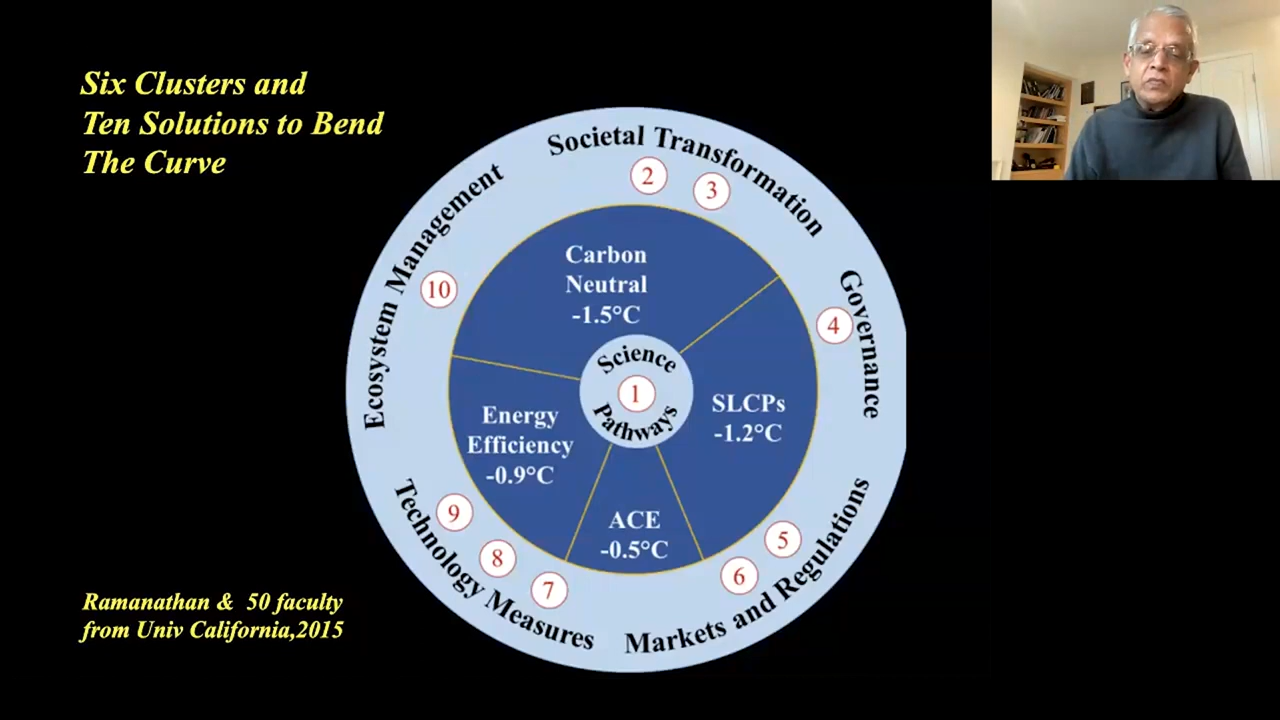 Six Clusters and
Ten Solutions to Bend
The Curve
Societal Transformation
2
3
Governance
4
Markets and Regulations
5
6
Technology Measures
7
8
9
Ecosystem Management
10
Carbon
Neutral
-1.5°C
SLCPs
-1.2°C
ACE
-0.5°C
Energy
Efficiency
-0.9°C
Science
1
Pathways
Ramanathan & 50 faculty
from Univ California,2015